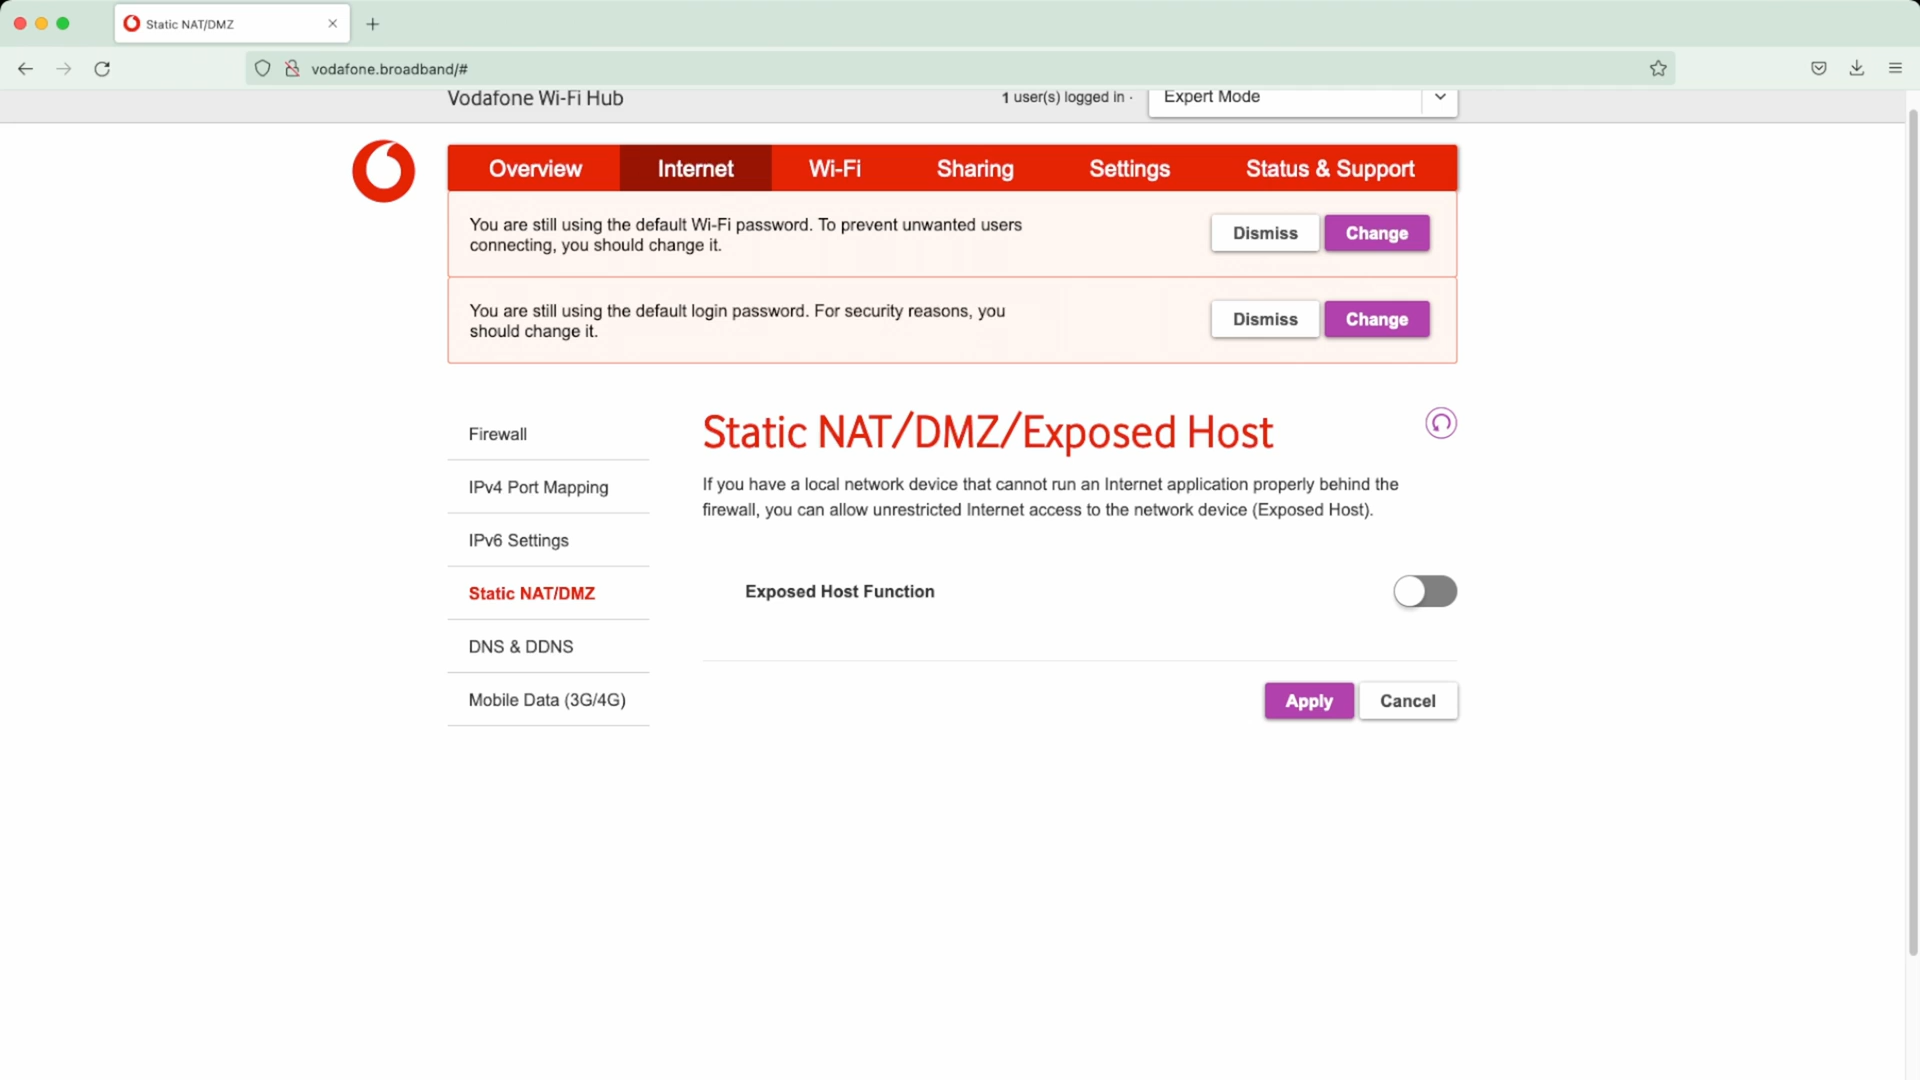 Static NAT/DMZ
vodafone.broadband/#
Vodafone Wi-Fi Hub
1 user(s) logged in ·
Expert Mode
Overview
Internet
Wi-Fi
Sharing
Settings
Status & Support
You are still using the default Wi-Fi password. To prevent unwanted users
connecting, you should change it.
Dismiss
Change
You are still using the default login password. For security reasons, you
should change it.
Dismiss
Change
Firewall
IPv4 Port Mapping
IPv6 Settings
Static NAT/DMZ
DNS & DDNS
Mobile Data (3G/4G)
Static NAT/DMZ/Exposed Host
If you have a local network device that cannot run an Internet application properly behind the
firewall, you can allow unrestricted Internet access to the network device (Exposed Host).
Exposed Host Function
Apply
Cancel